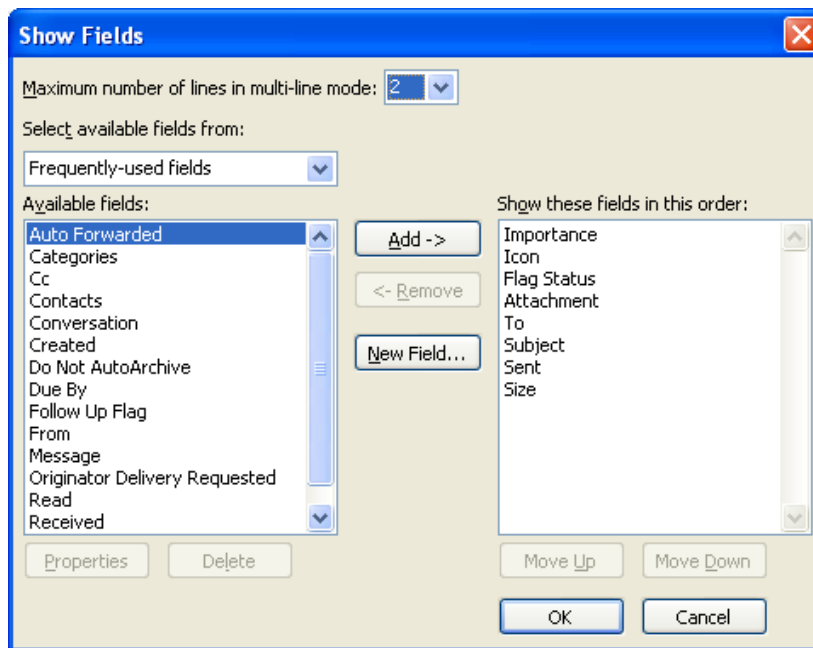 Show Fields
Maximum number of lines in multi-line mode: 2
Select available fields from:
Frequently-used fields
Available fields:
Auto Forwarded
Categories
Cc
Contacts
Conversation
Created
Do Not AutoArchive
Due By
Follow Up Flag
From
Message
Originator Delivery Requested
Read
Received
Properties
Delete
Add ->
<- Remove
New Field...
Show these fields in this order:
Importance
Icon
Flag Status
Attachment
To
Subject
Sent
Size
Move Up
Move Down
OK
Cancel